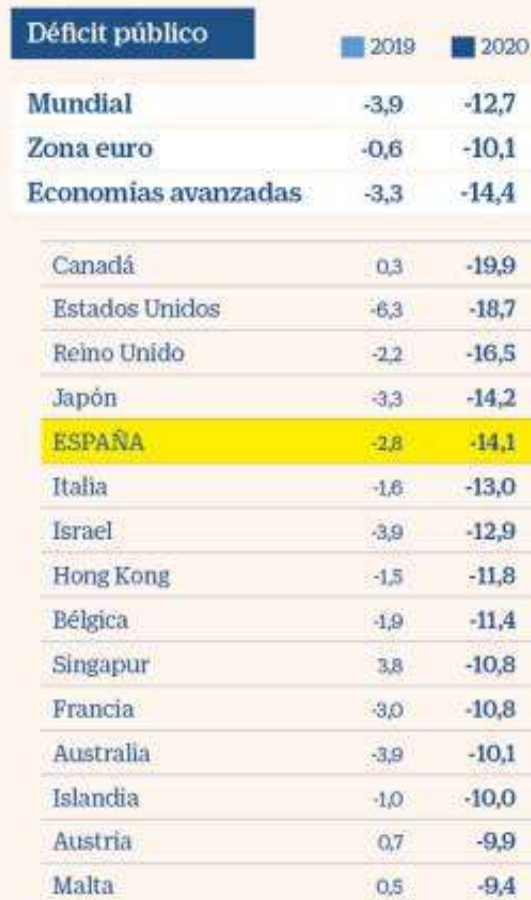 Déficit público 2019 2020
Mundial -3,9 -12,7
Zona euro -0,6 -10,1
Economías avanzadas -3,3 -14,4
Canadá 0,3 -19,9
Estados Unidos -6,3 -18,7
Reino Unido -2,2 -16,5
Japón -3,3 -14,2
ESPAÑA -2,8 -14,1
Italia -1,6 -13,0
Israel -3,9 -12,9
Hong Kong -1,5 -11,8
Bélgica -1,9 -11,4
Singapur 3,8 -10,8
Francia -3,0 -10,8
Australia -3,9 -10,1
Islandia -1,0 -10,0
Austria 0,7 -9,9
Malta 0,5 -9,4